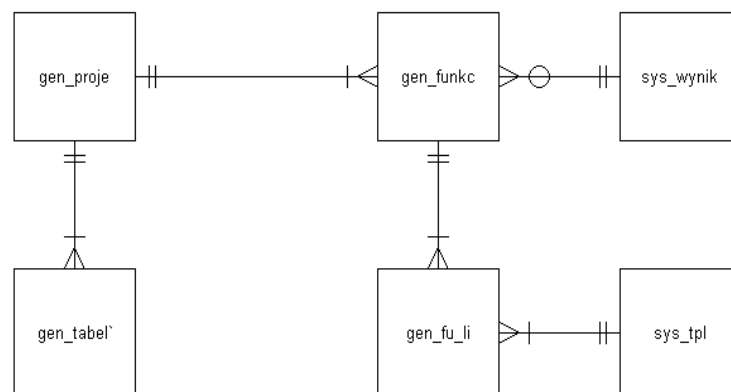 gen_proje
gen_funkc
sys_wynik
gen_tabel`
gen_fu_li
sys_tpl